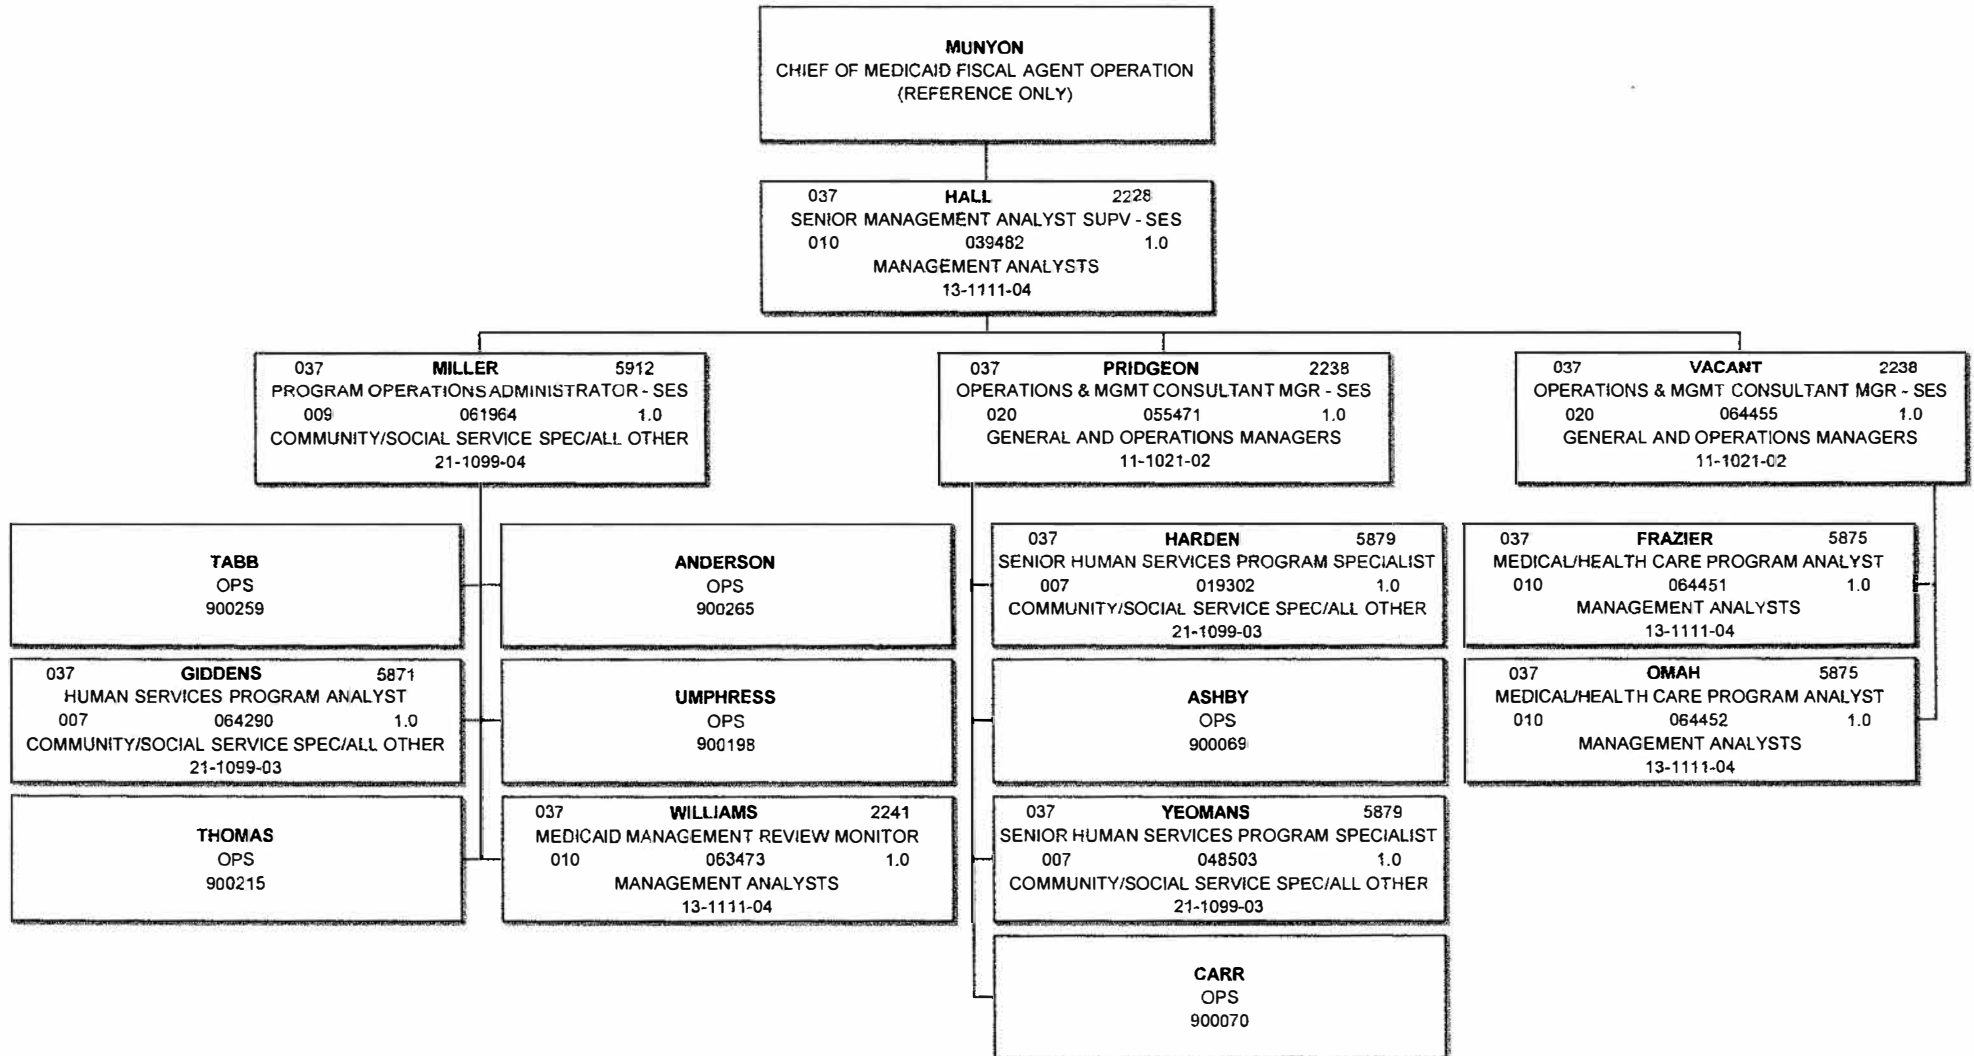 MUNYON
CHIEF OF MEDICAID FISCAL AGENT OPERATION
(REFERENCE ONLY)
037 HALL 2228
SENIOR MANAGEMENT ANALYST SUPV - SES
010 039482 1.0
MANAGEMENT ANALYSTS
13-1111-04
037 MILLER 5912
PROGRAM OPERATIONS ADMINISTRATOR - SES
009 061964 1.0
COMMUNITY/SOCIAL SERVICE SPEC/ALL OTHER
21-1099-04
037 PRIDGEON 2238
OPERATIONS & MGMT CONSULTANT MGR - SES
020 055471 1.0
GENERAL AND OPERATIONS MANAGERS
11-1021-02
037 VACANT 2238
OPERATIONS & MGMT CONSULTANT MGR - SES
020 064455 1.0
GENERAL AND OPERATIONS MANAGERS
11-1021-02
TABB
OPS
900259
ANDERSON
OPS
900265
037 HARDEN 5879
SENIOR HUMAN SERVICES PROGRAM SPECIALIST
007 019302 1.0
COMMUNITY/SOCIAL SERVICE SPEC/ALL OTHER
21-1099-03
037 FRAZIER 5875
MEDICAL/HEALTH CARE PROGRAM ANALYST
010 064451 1.0
MANAGEMENT ANALYSTS
13-1111-04
037 GIDDENS 5871
HUMAN SERVICES PROGRAM ANALYST
007 064290 1.0
COMMUNITY/SOCIAL SERVICE SPEC/ALL OTHER
21-1099-03
UMPHRESS
OPS
900198
ASHBY
OPS
900069
037 OMAH 5875
MEDICAL/HEALTH CARE PROGRAM ANALYST
010 064452 1.0
MANAGEMENT ANALYSTS
13-1111-04
THOMAS
OPS
900215
037 WILLIAMS 2241
MEDICAID MANAGEMENT REVIEW MONITOR
010 063473 1.0
MANAGEMENT ANALYSTS
13-1111-04
037 YEOMANS 5879
SENIOR HUMAN SERVICES PROGRAM SPECIALIST
007 048503 1.0
COMMUNITY/SOCIAL SERVICE SPEC/ALL OTHER
21-1099-03
CARR
OPS
900070